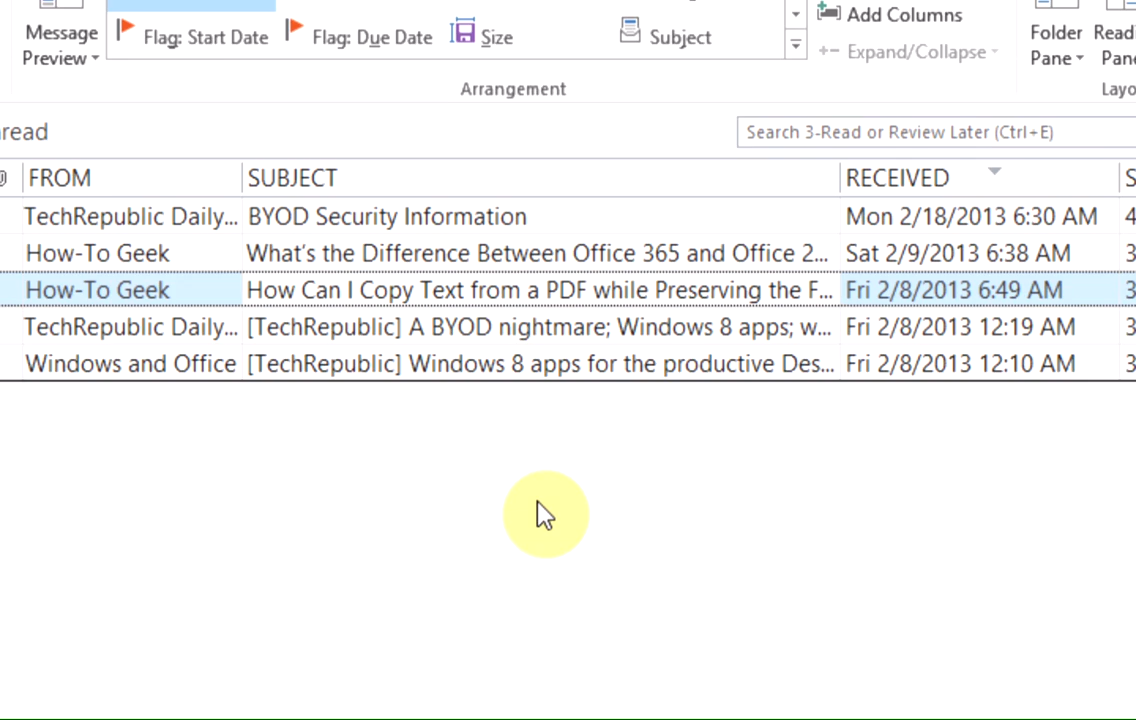 Message Preview
Flag: Start Date
Flag: Due Date
Size
Subject
Add Columns
Expand/Collapse
Folder Pane
Arrangement
Search 3-Read or Review Later (Ctrl+E)
FROM SUBJECT RECEIVED
TechRepublic Daily... BYOD Security Information Mon 2/18/2013 6:30 AM
How-To Geek What's the Difference Between Office 365 and Office 2... Sat 2/9/2013 6:38 AM
How-To Geek How Can I Copy Text from a PDF while Preserving the F... Fri 2/8/2013 6:49 AM
TechRepublic Daily... [TechRepublic] A BYOD nightmare; Windows 8 apps; w... Fri 2/8/2013 12:19 AM
Windows and Office [TechRepublic] Windows 8 apps for the productive Des... Fri 2/8/2013 12:10 AM